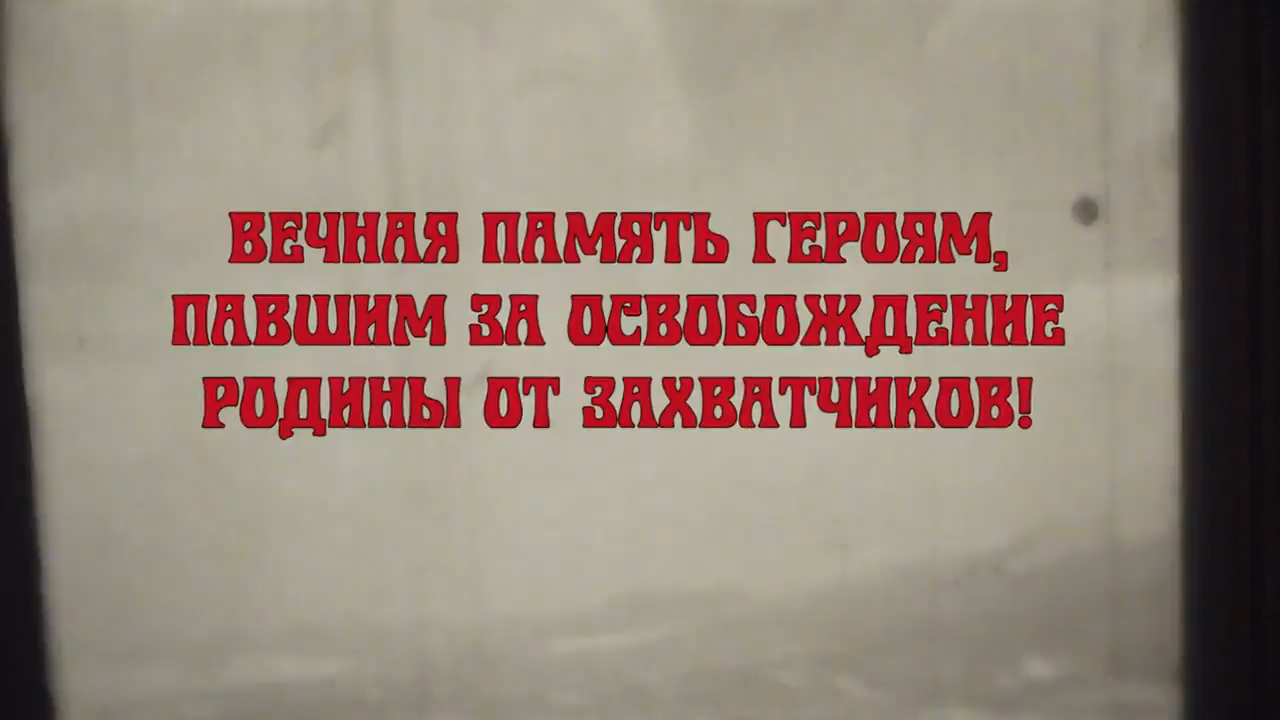 ВЕЧНАЯ ПАМЯТЬ ГЕРОЯМ,
ПАВШИМ ЗА ОСВОБОЖДЕНИЕ
РОДИНЫ ОТ ЗАХВАТЧИКОВ!